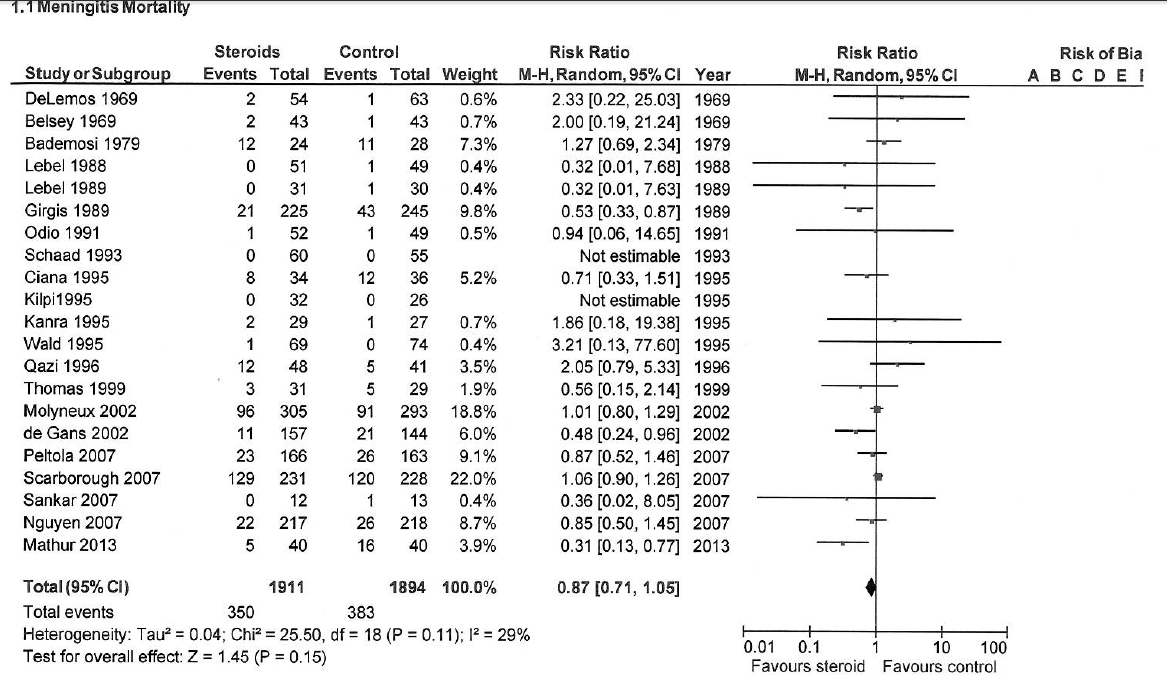 1.1 Meningitis Mortality
Steroids Control Risk Ratio Risk Ratio Risk of Bia
Study or Subgroup Events Total Events Total Weight M-H, Random, 95% CI Year M-H, Random, 95% CI A B C D E
DeLemos 1969 2 54 1 63 0.6% 2.33 [0.22, 25.03] 1969
Belsey 1969 2 43 1 43 0.7% 2.00 [0.19, 21.24] 1969
Bademosi 1979 12 24 11 28 7.3% 1.27 [0.69, 2.34] 1979
Lebel 1988 0 51 1 49 0.4% 0.32 [0.01, 7.68] 1988
Lebel 1989 0 31 1 30 0.4% 0.32 [0.01, 7.63] 1989
Girgis 1989 21 225 43 245 9.8% 0.53 [0.33, 0.87] 1989
Odio 1991 1 52 1 49 0.5% 0.94 [0.06, 14.65] 1991
Schaad 1993 0 60 0 55 Not estimable 1993
Ciana 1995 8 34 12 36 5.2% 0.71 [0.33, 1.51] 1995
Kilpi1995 0 32 0 26 Not estimable 1995
Kanra 1995 2 29 1 27 0.7% 1.86 [0.18, 19.38] 1995
Wald 1995 1 69 0 74 0.4% 3.21 [0.13, 77.60] 1995
Qazi 1996 12 48 5 41 3.5% 2.05 [0.79, 5.33] 1996
Thomas 1999 3 31 5 29 1.9% 0.56 [0.15, 2.14] 1999
Molyneux 2002 96 305 91 293 18.8% 1.01 [0.80, 1.29] 2002
de Gans 2002 11 157 21 144 6.0% 0.48 [0.24, 0.96] 2002
Peltola 2007 23 166 26 163 9.1% 0.87 [0.52, 1.46] 2007
Scarborough 2007 129 231 120 228 22.0% 1.06 [0.90, 1.26] 2007
Sankar 2007 0 12 1 13 0.4% 0.36 [0.02, 8.05] 2007
Nguyen 2007 22 217 26 218 8.7% 0.85 [0.50, 1.45] 2007
Mathur 2013 5 40 16 40 3.9% 0.31 [0.13, 0.77] 2013
Total (95% CI) 1911 1894 100.0% 0.87 [0.71, 1.05]
Total events 350 383
Heterogeneity: Tau² = 0.04; Chi² = 25.50, df = 18 (P = 0.11); I² = 29%
Test for overall effect: Z = 1.45 (P = 0.15)
0.01 0.1 1 10 100
Favours steroid Favours control